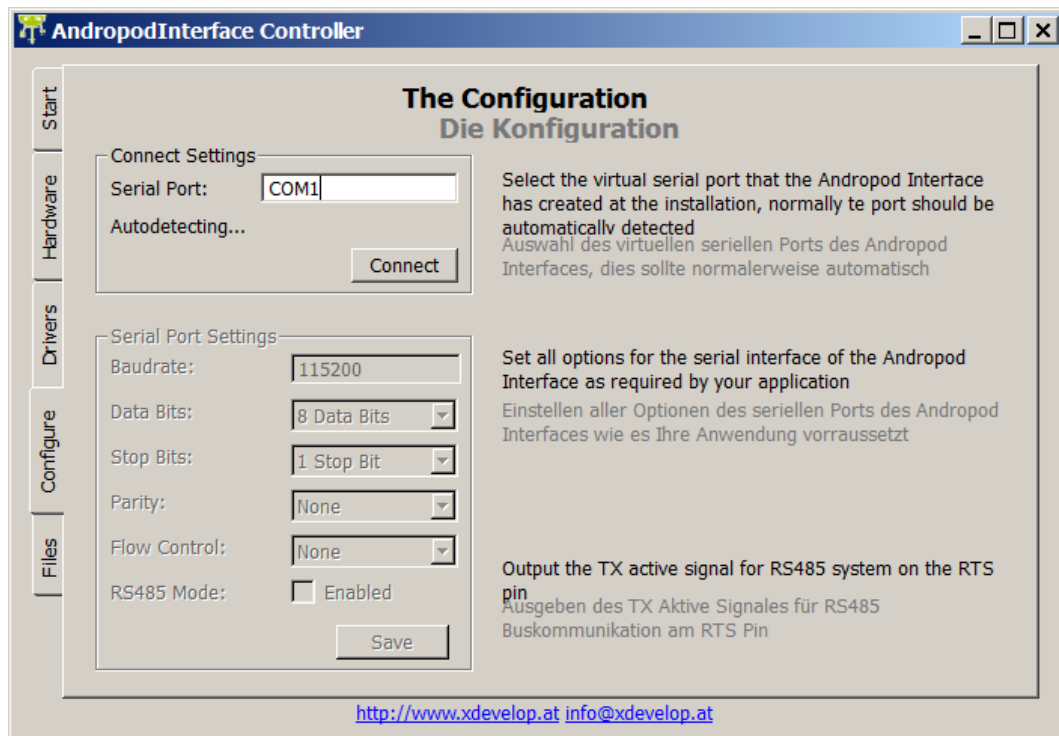 AndropodInterface Controller
Start
Hardware
Drivers
Configure
Files
The Configuration
Die Konfiguration
Connect Settings
Serial Port: COM1
Autodetecting...
Connect
Select the virtual serial port that the Andropod Interface
has created at the installation, normally te port should be
automatically detected
Auswahl des virtuellen seriellen Ports des Andropod
Interfaces, dies sollte normalerweise automatisch
Serial Port Settings
Baudrate: 115200
Data Bits: 8 Data Bits
Stop Bits: 1 Stop Bit
Parity: None
Flow Control: None
RS485 Mode: Enabled
Save
Set all options for the serial interface of the Andropod
Interface as required by your application
Einstellen aller Optionen des seriellen Ports des Andropod
Interfaces wie es Ihre Anwendung vorraussetzt
Output the TX active signal for RS485 system on the RTS
pin
Ausgeben des TX Aktive Signales für RS485
Buskommunikation am RTS Pin
http://www.xdevelop.at info@xdevelop.at